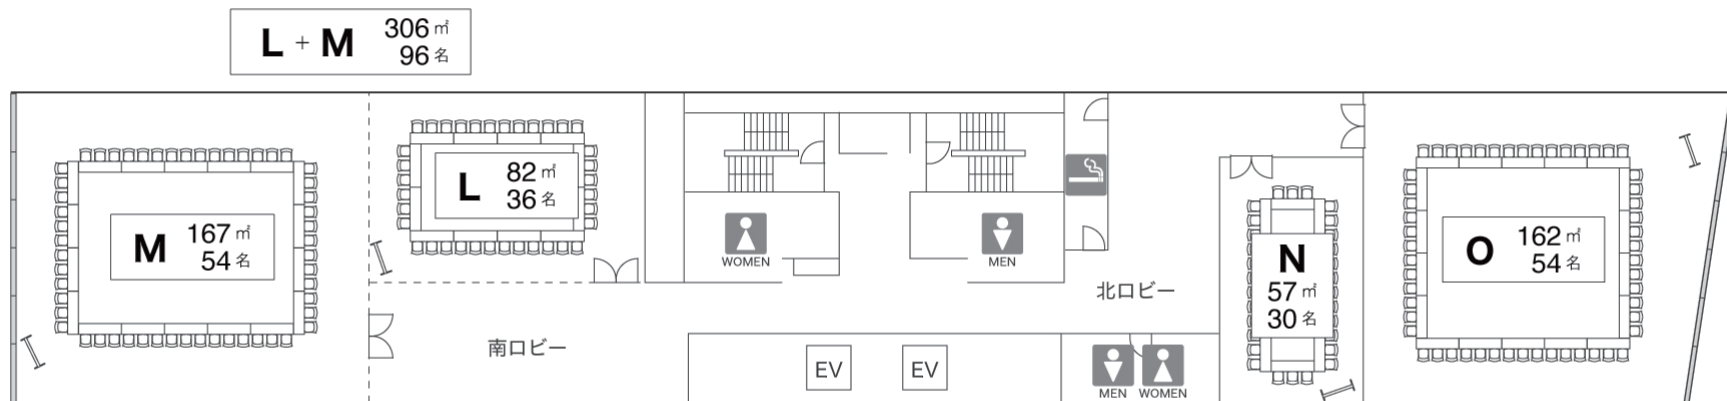 L + M 306㎡
96名
M 167㎡
54名
L 82㎡
36名
WOMEN
MEN
北ロビー
南ロビー
EV
EV
MEN
WOMEN
N
57㎡
30名
O 162㎡
54名